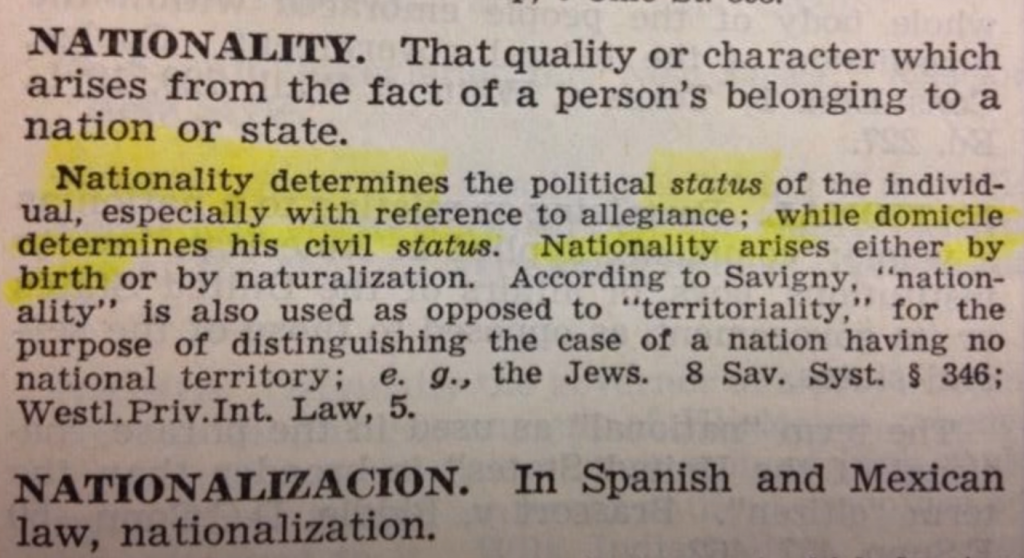 NATIONALITY. That quality or character which
arises from the fact of a person's belonging to a
nation or state.
Nationality determines the political status of the individ-
ual, especially with reference to allegiance; while domicile
determines his civil status. Nationality arises either by
birth or by naturalization. According to Savigny, "nation-
ality" is also used as opposed to "territoriality," for the
purpose of distinguishing the case of a nation having no
national territory; e. g., the Jews. 8 Sav. Syst. § 346;
Westl.Priv.Int. Law, 5.
NATIONALIZACION. In Spanish and Mexican
law, nationalization.